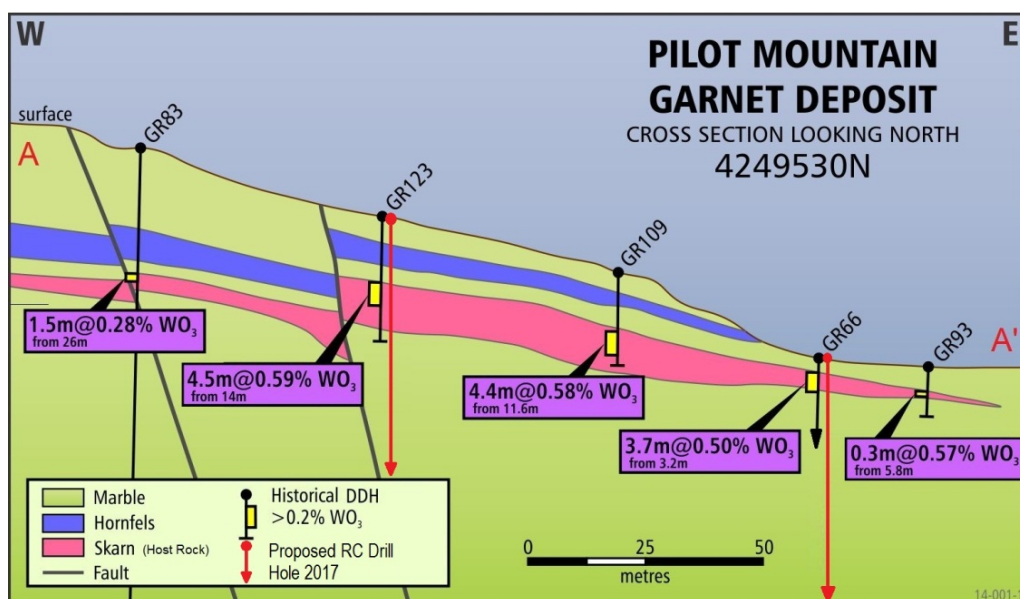 W
E
PILOT MOUNTAIN
GARNET DEPOSIT
CROSS SECTION LOOKING NORTH
4249530N
surface
A
GR83
GR123
GR109
GR66
GR93
A'
1.5m@0.28% WO₃
from 26m
4.5m@0.59% WO₃
from 14m
4.4m@0.58% WO₃
from 11.6m
3.7m@0.50% WO₃
from 3.2m
0.3m@0.57% WO₃
from 5.8m
Marble
Hornfels
Skarn (Host Rock)
Fault
Historical DDH
>0.2% WO₃
Proposed RC Drill
Hole 2017
0 25 50
metres